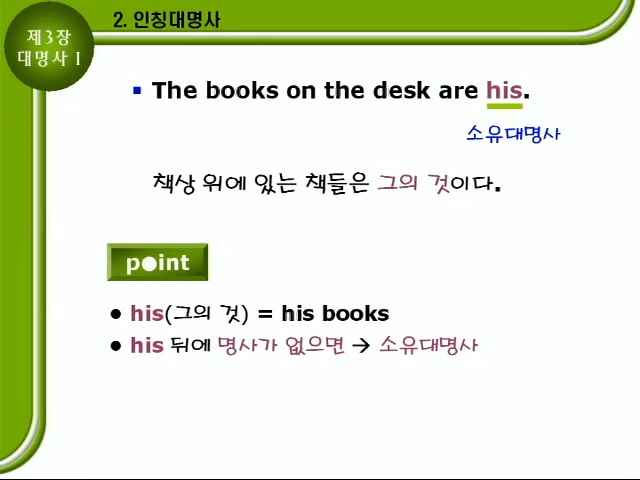 2. 인칭대명사
제3장
대명사 I
▪ The books on the desk are his.
소유대명사
책상 위에 있는 책들은 그의 것이다.
point
● his(그의 것) = his books
● his 뒤에 명사가 없으면 → 소유대명사